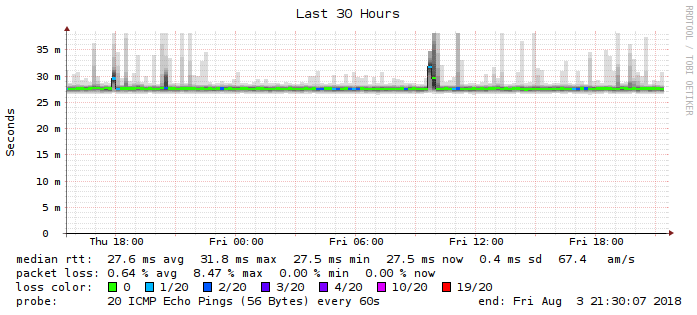 Last 30 Hours
RRDTOOL / TOBI OETIKER
Seconds
35 m
30 m
25 m
20 m
15 m
10 m
5 m
0
Thu 18:00 Fri 00:00 Fri 06:00 Fri 12:00 Fri 18:00
median rtt: 27.6 ms avg 31.8 ms max 27.5 ms min 27.5 ms now 0.4 ms sd 67.4 am/s
packet loss: 0.64 % avg 8.47 % max 0.00 % min 0.00 % now
loss color: 0 1/20 2/20 3/20 4/20 10/20 19/20
probe: 20 ICMP Echo Pings (56 Bytes) every 60s end: Fri Aug 3 21:30:07 2018